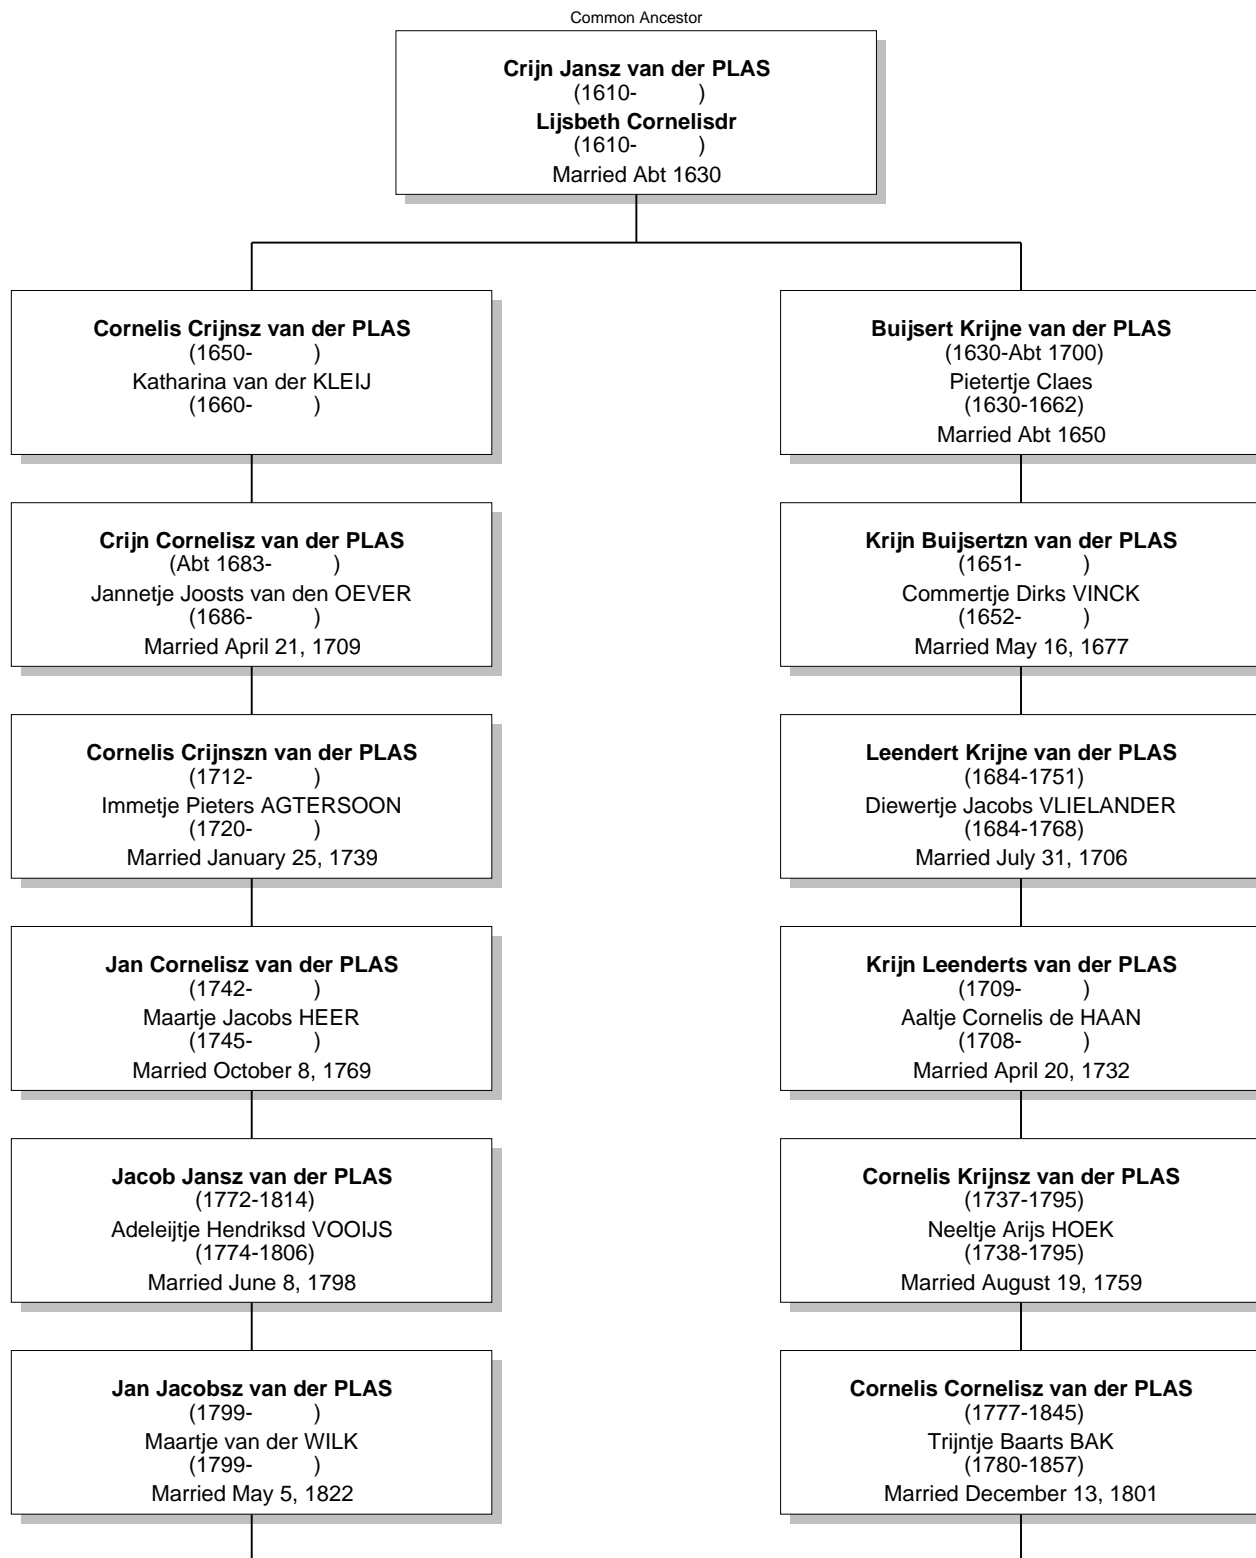 Common Ancestor
Crijn Jansz van der PLAS
(1610- )
Lijsbeth Cornelisdr
(1610- )
Married Abt 1630
Cornelis Crijnsz van der PLAS
(1650- )
Katharina van der KLEIJ
(1660- )
Buijsert Krijne van der PLAS
(1630-Abt 1700)
Pietertje Claes
(1630-1662)
Married Abt 1650
Crijn Cornelisz van der PLAS
(Abt 1683- )
Jannetje Joosts van den OEVER
(1686- )
Married April 21, 1709
Krijn Buijsertzn van der PLAS
(1651- )
Commertje Dirks VINCK
(1652- )
Married May 16, 1677
Cornelis Crijnszn van der PLAS
(1712- )
Immetje Pieters AGTERSOON
(1720- )
Married January 25, 1739
Leendert Krijne van der PLAS
(1684-1751)
Diewertje Jacobs VLIELANDER
(1684-1768)
Married July 31, 1706
Jan Cornelisz van der PLAS
(1742- )
Maartje Jacobs HEER
(1745- )
Married October 8, 1769
Krijn Leenderts van der PLAS
(1709- )
Aaltje Cornelis de HAAN
(1708- )
Married April 20, 1732
Jacob Jansz van der PLAS
(1772-1814)
Adeleijtje Hendriksd VOOIJS
(1774-1806)
Married June 8, 1798
Cornelis Krijnsz van der PLAS
(1737-1795)
Neeltje Arijs HOEK
(1738-1795)
Married August 19, 1759
Jan Jacobsz van der PLAS
(1799- )
Maartje van der WILK
(1799- )
Married May 5, 1822
Cornelis Cornelisz van der PLAS
(1777-1845)
Trijntje Baarts BAK
(1780-1857)
Married December 13, 1801